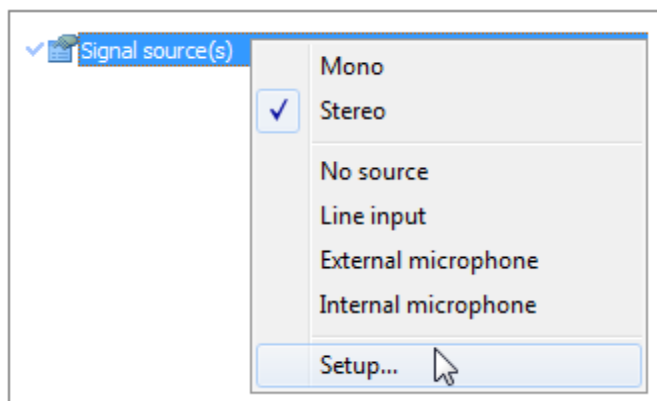 Signal source(s)
Mono
Stereo
No source
Line input
External microphone
Internal microphone
Setup...